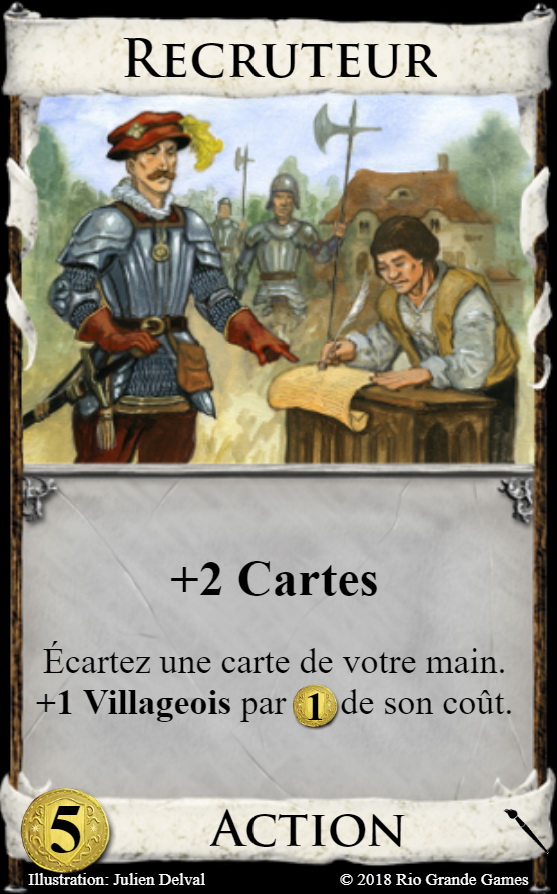 Recruteur
+2 Cartes
Écartez une carte de votre main.
+1 Villageois par 1 de son coût.
5
Action
Illustration: Julien Delval
© 2018 Rio Grande Games